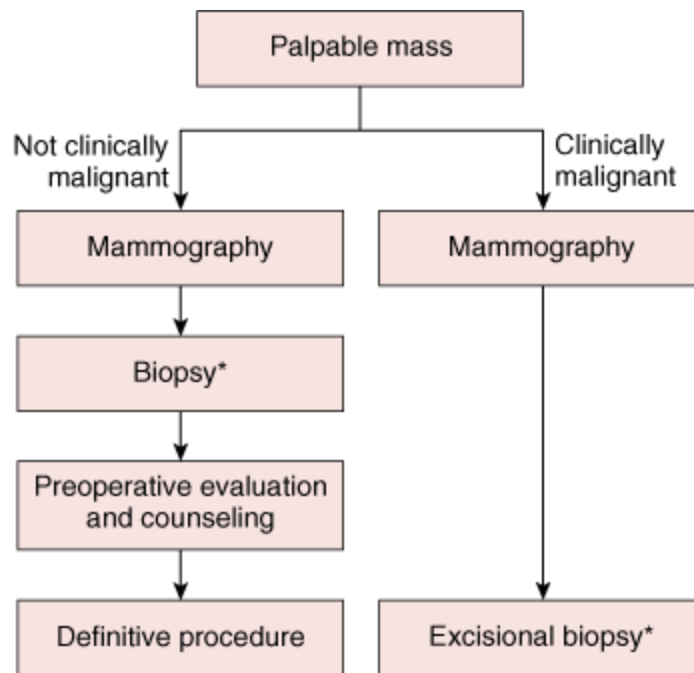 Palpable mass
Not clinically
malignant
Clinically
malignant
Mammography
Mammography
Biopsy*
Preoperative evaluation
and counseling
Definitive procedure
Excisional biopsy*